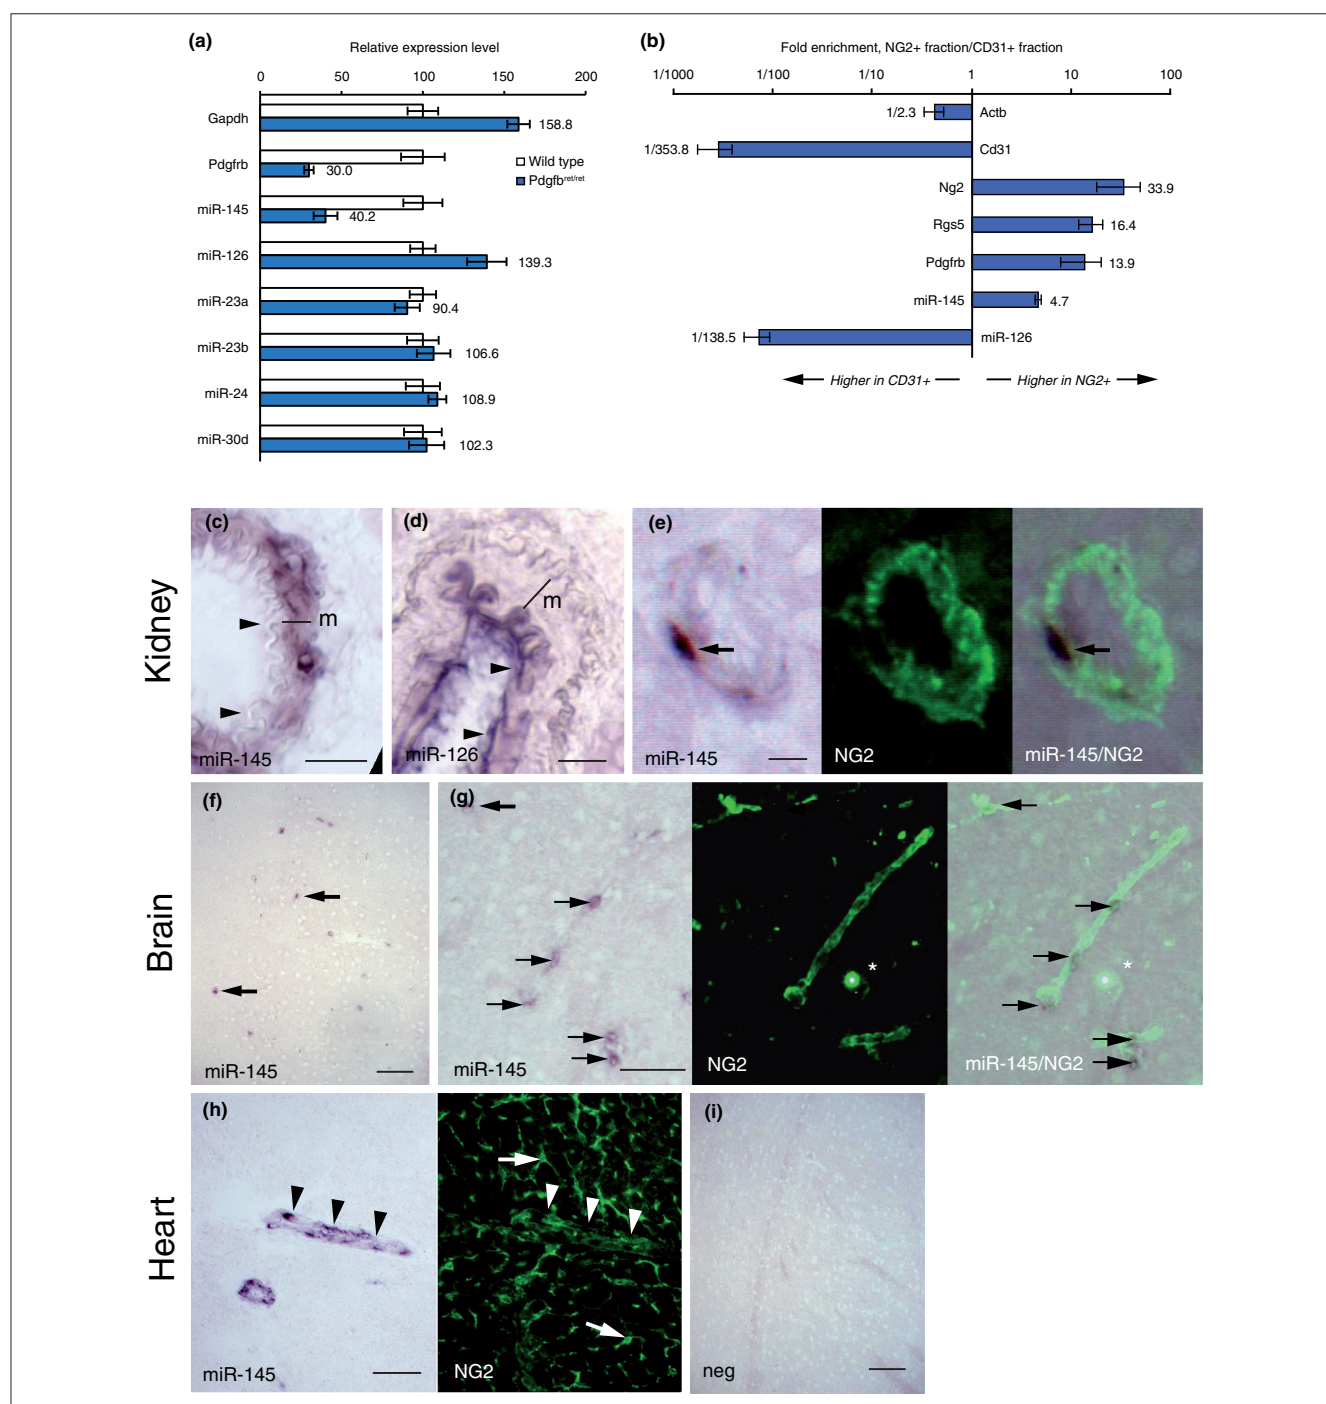 (a)
Relative expression level
0 50 100 150 200
Gapdh 158.8
Pdgfrb 30.0
Wild type
Pdgfb^ret/ret
miR-145 40.2
miR-126 139.3
miR-23a 90.4
miR-23b 106.6
miR-24 108.9
miR-30d 102.3
(b)
Fold enrichment, NG2+ fraction/CD31+ fraction
1/1000 1/100 1/10 1 10 100
1/2.3 Actb
1/353.8 Cd31
Ng2 33.9
Rgs5 16.4
Pdgfrb 13.9
miR-145 4.7
1/138.5 miR-126
Higher in CD31+ Higher in NG2+
Kidney
(c)
m
miR-145
(d)
m
miR-126
(e)
miR-145
NG2
miR-145/NG2
Brain
(f)
miR-145
(g)
miR-145
*
NG2
*
miR-145/NG2
Heart
(h)
miR-145
NG2
(i)
neg